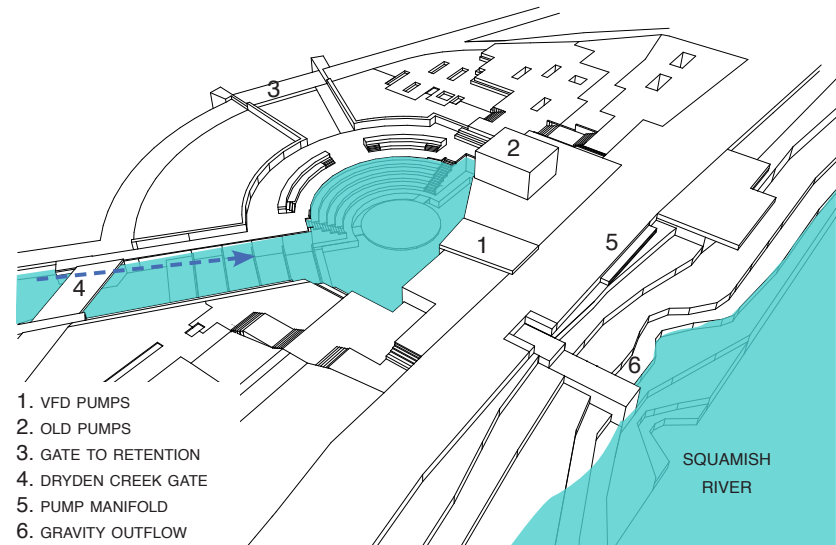 3
2
1
5
4
6
1. VFD PUMPS
2. OLD PUMPS
3. GATE TO RETENTION
4. DRYDEN CREEK GATE
5. PUMP MANIFOLD
6. GRAVITY OUTFLOW
SQUAMISH
RIVER